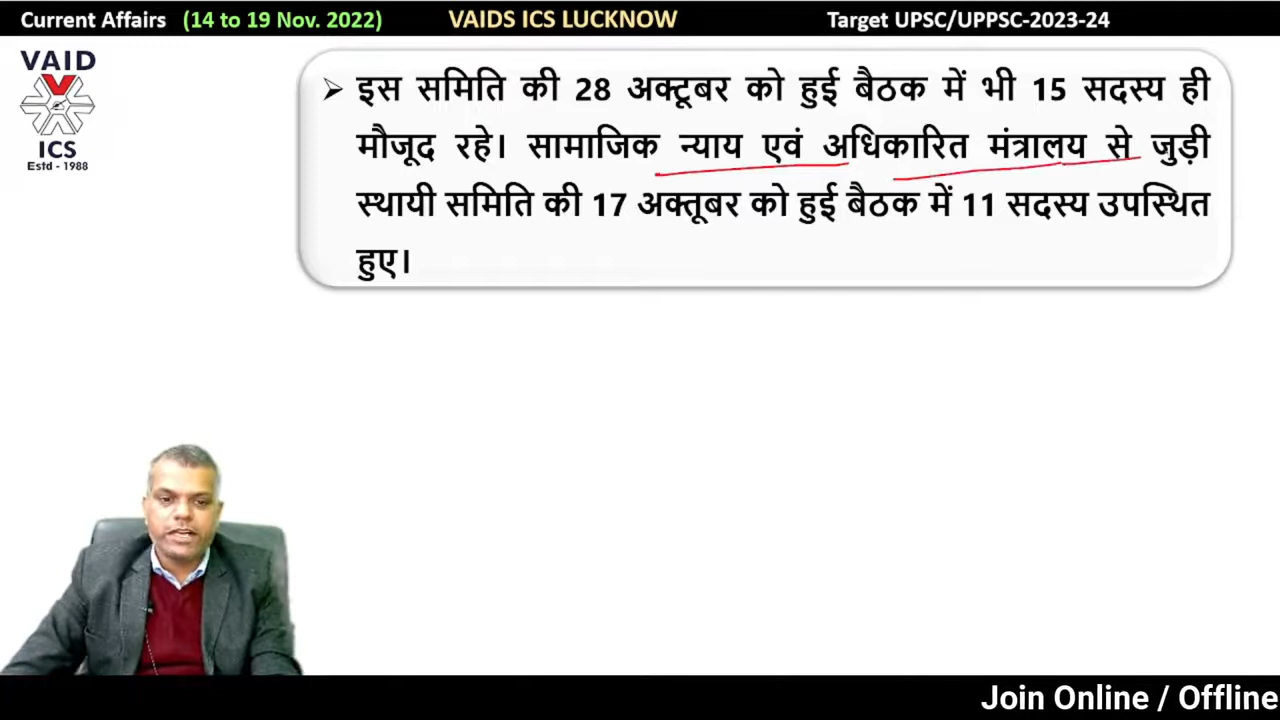 Current Affairs (14 to 19 Nov. 2022) VAIDS ICS LUCKNOW Target UPSC/UPPSC-2023-24
VAID
ICS
Estd - 1988
➢ इस समिति की 28 अक्टूबर को हुई बैठक में भी 15 सदस्य ही
मौजूद रहे। सामाजिक न्याय एवं अधिकारित मंत्रालय से जुड़ी
स्थायी समिति की 17 अक्तूबर को हुई बैठक में 11 सदस्य उपस्थित
हुए।
Join Online / Offline